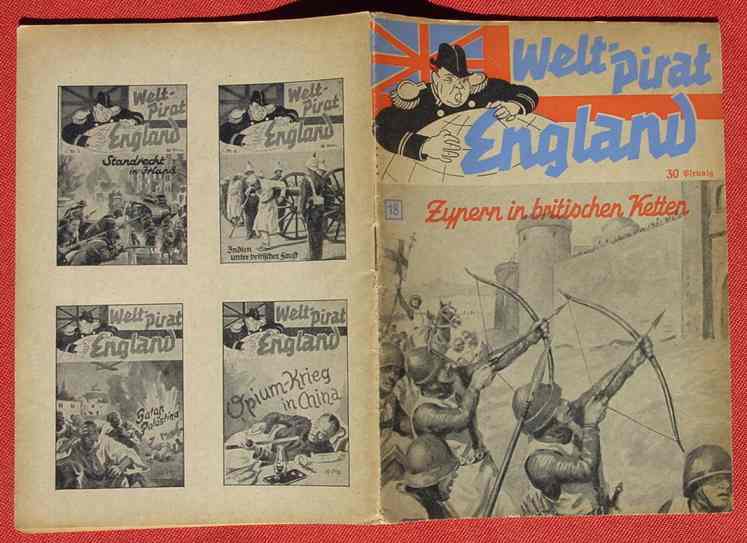 Welt-
Pirat
England
Standrecht
in Irland
Welt-
Pirat
England
Indien
unter britischer Faust
Welt-
Pirat
England
Palästina
Welt-
Pirat
England
Opium-Krieg
in China
Welt-Pirat
England
30 Pfennig
18
Zypern in britischen Ketten